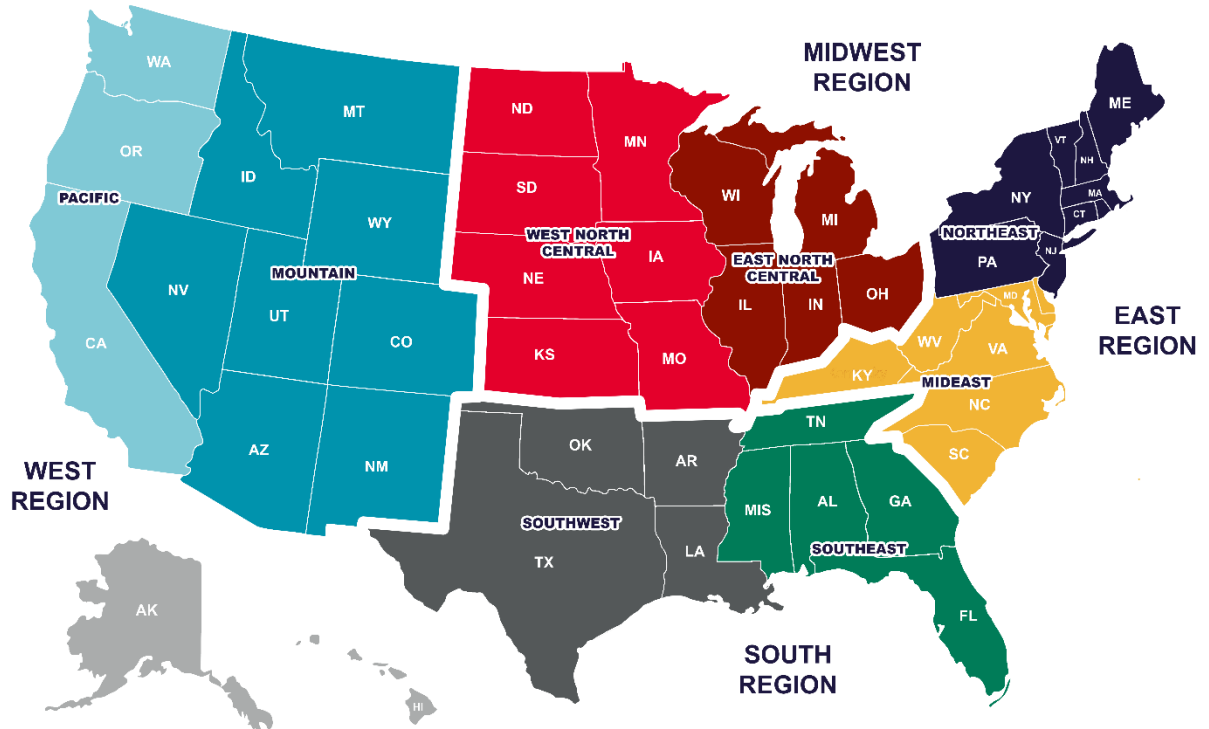 MIDWEST
REGION
WA
MT
ND
MN
ME
OR
ID
SD
WI
MI
VT
NH
NY
MA
CT
PACIFIC
WY
WEST NORTH
CENTRAL
IA
EAST NORTH
CENTRAL
NORTHEAST
NJ
PA
MOUNTAIN
NE
NV
UT
IL
IN
OH
MD
EAST
REGION
CA
CO
KS
MO
WV
VA
KY
MIDEAST
NC
TN
AZ
NM
OK
AR
SC
WEST
REGION
SOUTHWEST
MIS
AL
GA
TX
LA
SOUTHEAST
AK
FL
SOUTH
REGION
HI